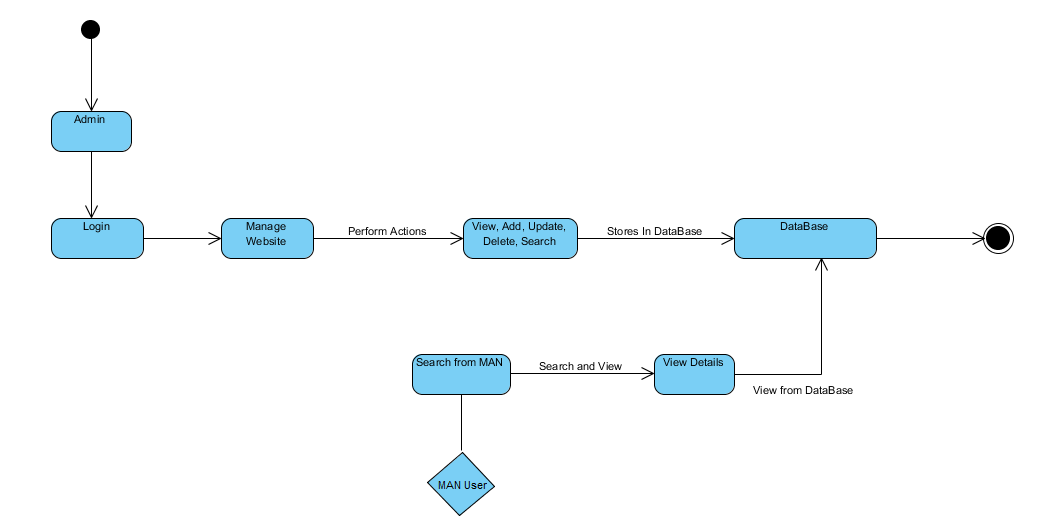 Admin
Login
Manage
Website
Perform Actions
View, Add, Update,
Delete, Search
Stores In DataBase
DataBase
Search from MAN
Search and View
View Details
View from DataBase
MAN User